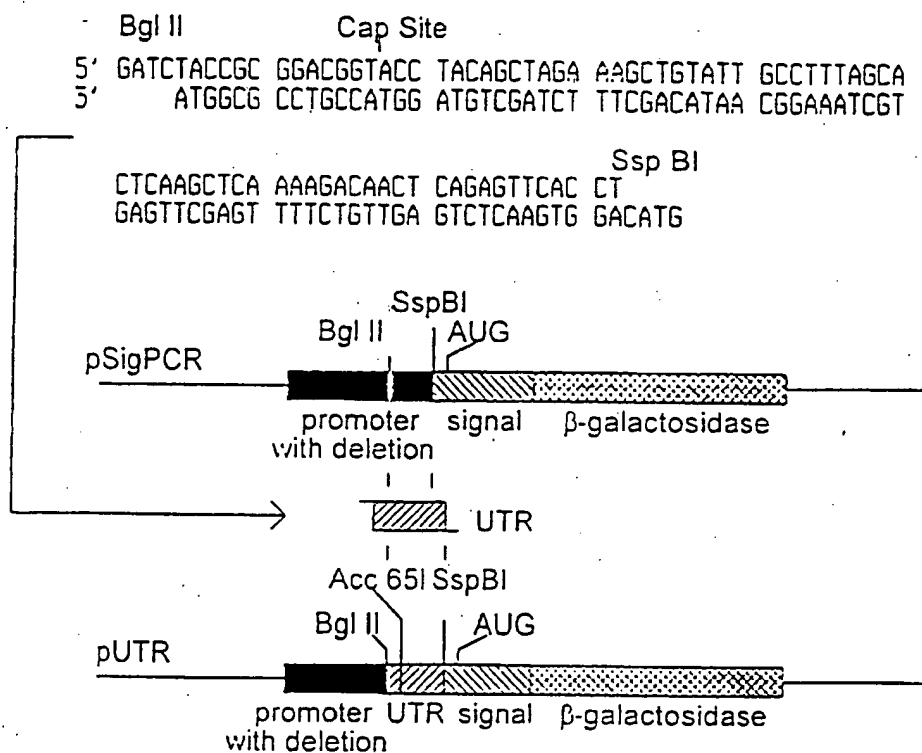 Bgl II Cap Site
5' GATCTACCGC GGACGGTACC TACAGCTAGA AAGCTGTATT GCCTTTAGCA
3' ATGGCG CCTGCCATGG ATGTCGATCT TTCGACATAA CGGAAATCGT
Ssp BI
CTCAAGCTCA AAAGACAACT CAGAGTTCAC CT
GAGTTCGAGT TTTCTGTTGA GTCTCAAGTG GACATG
SspBI
Bgl II AUG
pSigPCR
promoter signal β-galactosidase
with deletion
UTR
Acc 65I SspBI
Bgl II AUG
pUTR
promoter UTR signal β-galactosidase
with deletion